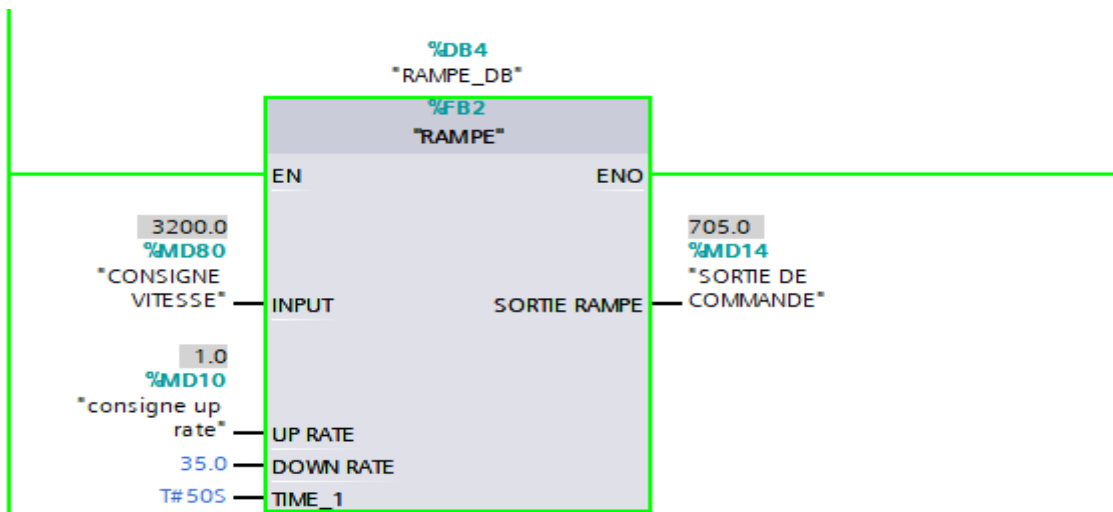 %DB4
"RAMPE_DB"
%FB2
"RAMPE"
EN
ENO
3200.0
%MD80
"CONSIGNE
VITESSE"
INPUT
705.0
%MD14
"SORTIE DE
COMMANDE"
SORTIE RAMPE
1.0
%MD10
"consigne up
rate"
UP RATE
35.0
DOWN RATE
T#50S
TIME_1